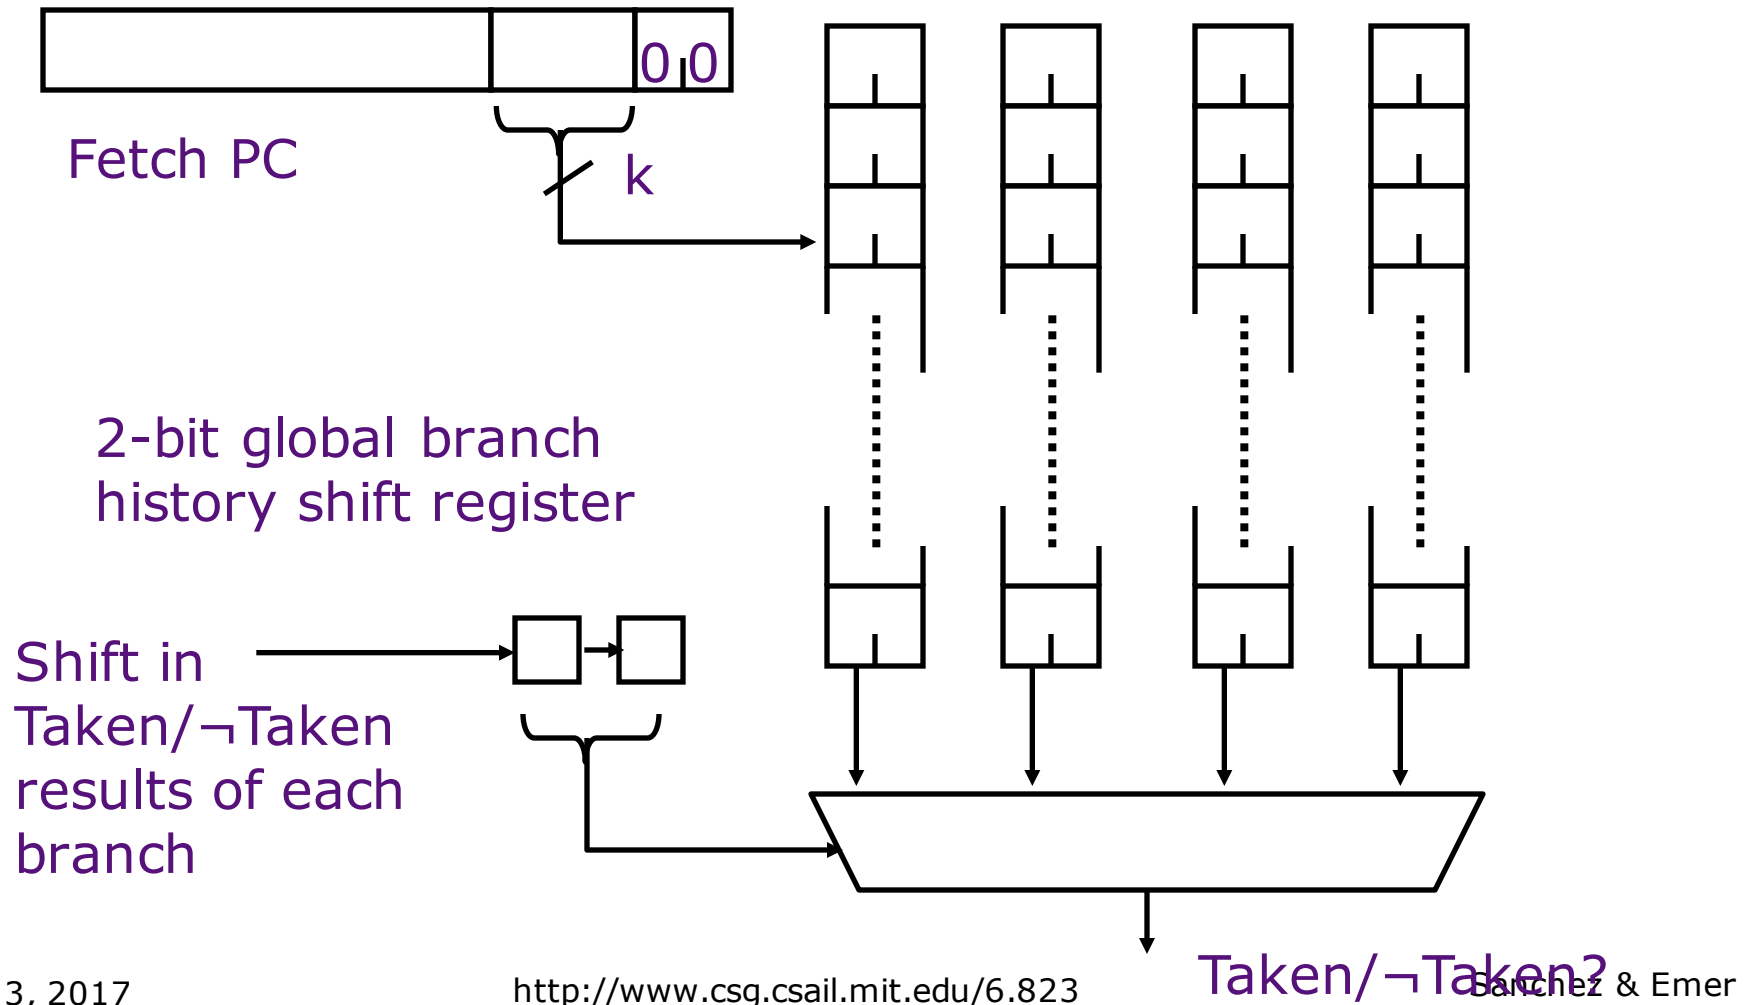 0 0
Fetch PC
k
2-bit global branch
history shift register
Shift in
Taken/¬Taken
results of each
branch
Taken/¬Taken?
3, 2017
http://www.csg.csail.mit.edu/6.823
Sanchez & Emer